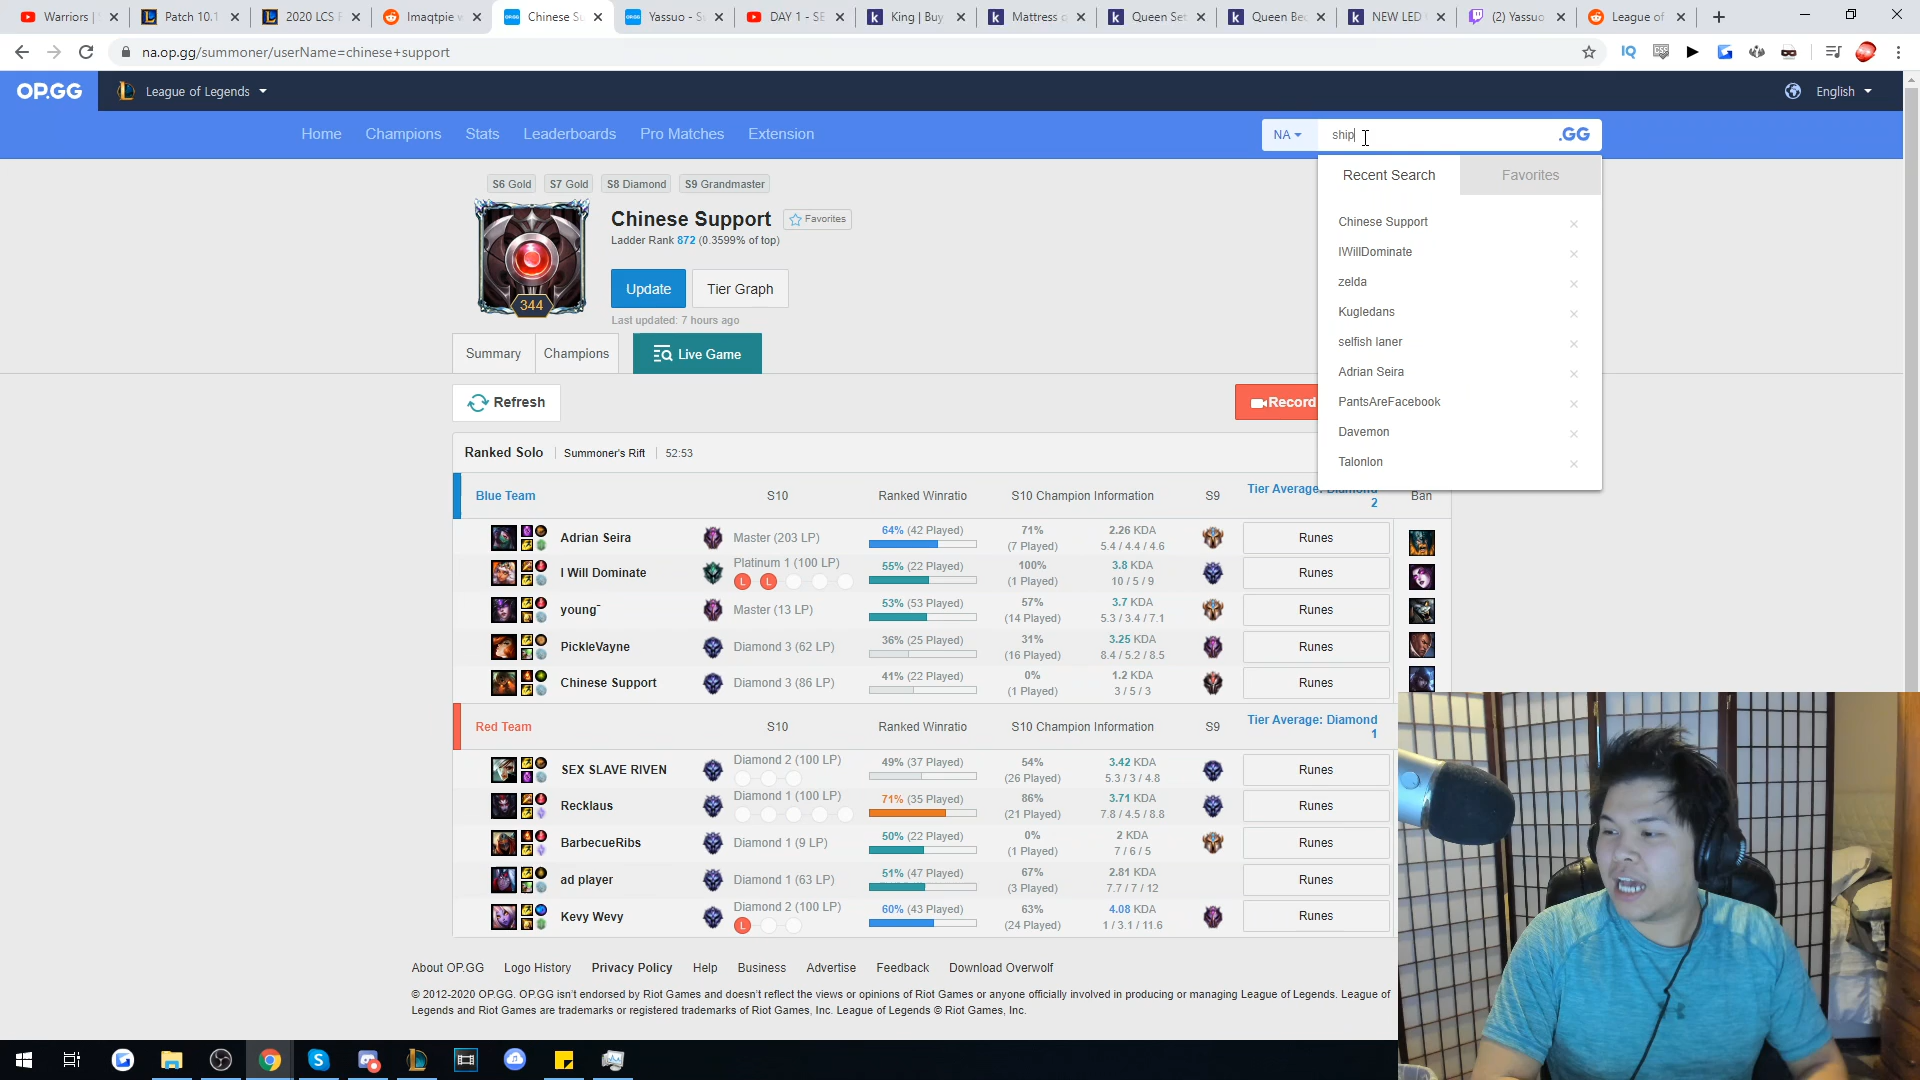 Warriors
Patch 10.1
2020 LCS
Imaqtpie
Chinese Su
Yassuo - S
DAY 1 - SE
King | Buy
Mattress o
Queen Set
Queen Be
NEW LED
(2) Yassuo
League of
na.op.gg/summoner/userName=chinese+support
OP.GG
League of Legends
English
Home Champions Stats Leaderboards Pro Matches Extension
NA ship .GG
Recent Search Favorites
Chinese Support
IWillDominate
zelda
Kugledans
selfish laner
Adrian Seira
PantsAreFacebook
Davemon
Talonlon
S6 Gold S7 Gold S8 Diamond S9 Grandmaster
Chinese Support Favorites
Ladder Rank 872 (0.3599% of top)
344
Update Tier Graph
Last updated: 7 hours ago
Summary Champions Live Game
Refresh Record
Ranked Solo Summoner's Rift 52:53
Blue Team S10 Ranked Winratio S10 Champion Information S9 Tier Average: Diamond 2 Ban
Adrian Seira Master (203 LP) 64% (42 Played) 71% (7 Played) 2.26 KDA 5.4 / 4.4 / 4.6 Runes
I Will Dominate Platinum 1 (100 LP) L L 55% (22 Played) 100% (1 Played) 3.8 KDA 10 / 5 / 9 Runes
young˜ Master (13 LP) 53% (53 Played) 57% (14 Played) 3.7 KDA 5.3 / 3.4 / 7.1 Runes
PickleVayne Diamond 3 (62 LP) 36% (25 Played) 31% (16 Played) 3.25 KDA 8.4 / 5.2 / 8.5 Runes
Chinese Support Diamond 3 (86 LP) 41% (22 Played) 0% (1 Played) 1.2 KDA 3 / 5 / 3 Runes
Red Team S10 Ranked Winratio S10 Champion Information S9 Tier Average: Diamond 1
SEX SLAVE RIVEN Diamond 2 (100 LP) 49% (37 Played) 54% (26 Played) 3.42 KDA 5.3 / 3 / 4.8 Runes
Recklaus Diamond 1 (100 LP) 71% (35 Played) 86% (21 Played) 3.71 KDA 7.8 / 4.5 / 8.8 Runes
BarbecueRibs Diamond 1 (9 LP) 50% (22 Played) 0% (1 Played) 2 KDA 7 / 6 / 5 Runes
ad player Diamond 1 (63 LP) 51% (47 Played) 67% (3 Played) 2.81 KDA 7.7 / 7 / 12 Runes
Kevy Wevy Diamond 2 (100 LP) L 60% (43 Played) 63% (24 Played) 4.08 KDA 1 / 3.1 / 11.6 Runes
About OP.GG Logo History Privacy Policy Help Business Advertise Feedback Download Overwolf
© 2012-2020 OP.GG. OP.GG isn't endorsed by Riot Games and doesn't reflect the views or opinions of Riot Games or anyone officially involved in producing or managing League of Legends. League of
Legends and Riot Games are trademarks or registered trademarks of Riot Games, Inc. League of Legends © Riot Games, Inc.